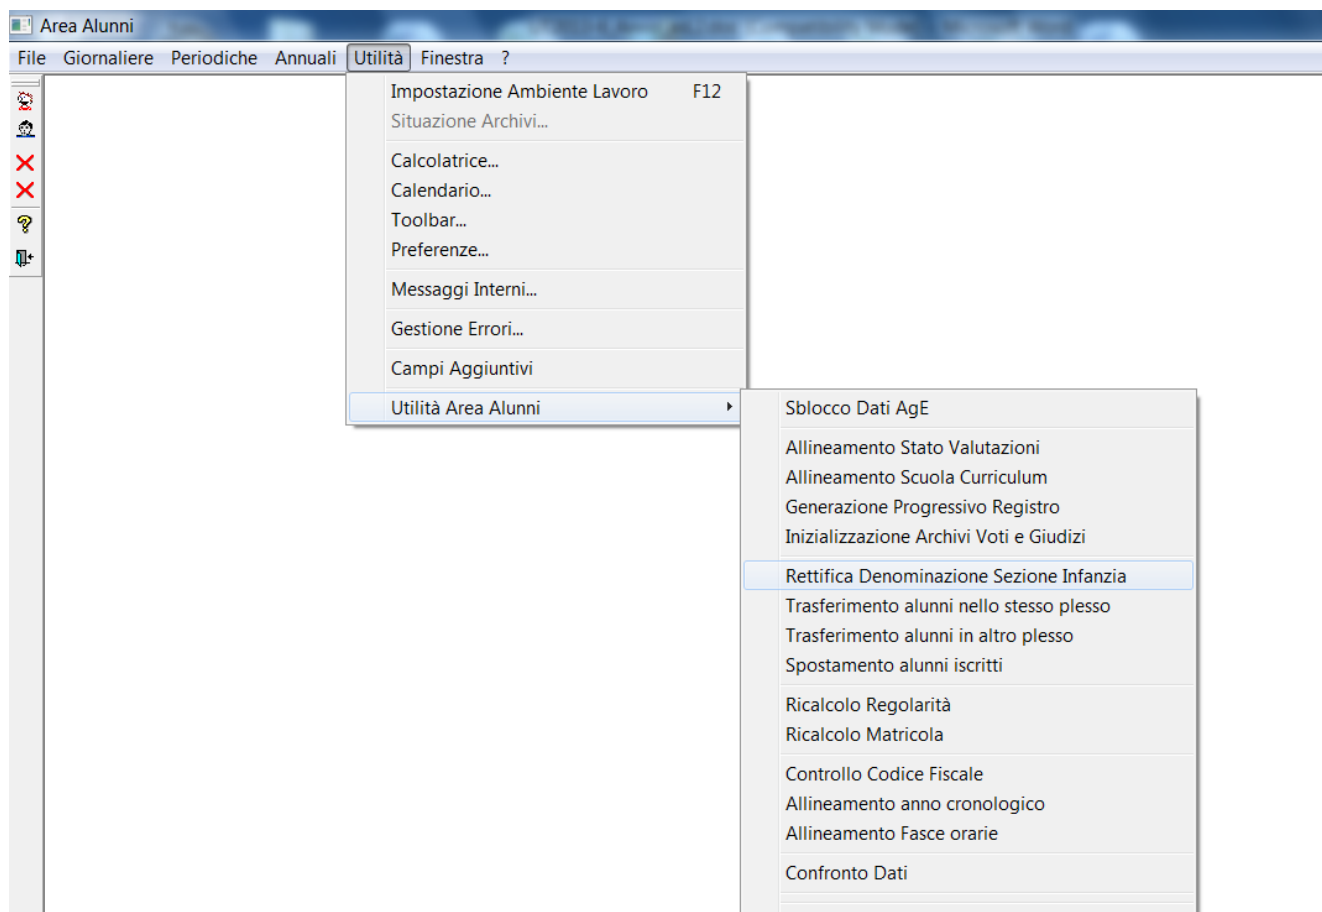 Area Alunni
File Giornaliere Periodiche Annuali Utilità Finestra ?
Impostazione Ambiente Lavoro F12
Situazione Archivi...
Calcolatrice...
Calendario...
Toolbar...
Preferenze...
Messaggi Interni...
Gestione Errori...
Campi Aggiuntivi
Utilità Area Alunni
Sblocco Dati AgE
Allineamento Stato Valutazioni
Allineamento Scuola Curriculum
Generazione Progressivo Registro
Inizializzazione Archivi Voti e Giudizi
Rettifica Denominazione Sezione Infanzia
Trasferimento alunni nello stesso plesso
Trasferimento alunni in altro plesso
Spostamento alunni iscritti
Ricalcolo Regolarità
Ricalcolo Matricola
Controllo Codice Fiscale
Allineamento anno cronologico
Allineamento Fasce orarie
Confronto Dati